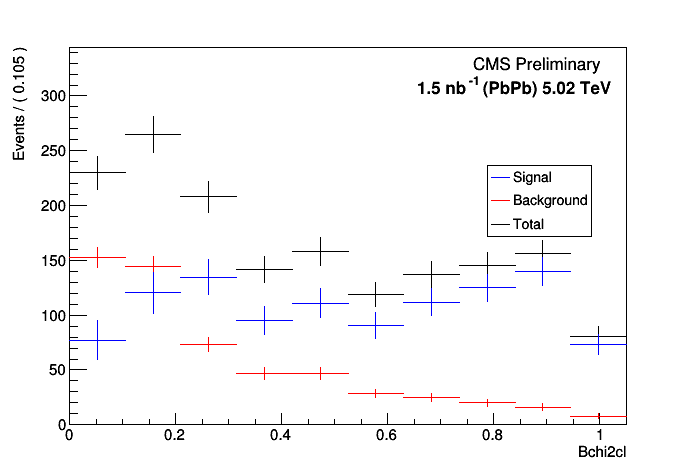 CMS Preliminary
1.5 nb-1 (PbPb) 5.02 TeV
Events / ( 0.105 )
300
250
200
150
100
50
0
Signal
Background
Total
0 0.2 0.4 0.6 0.8 1
Bchi2cl